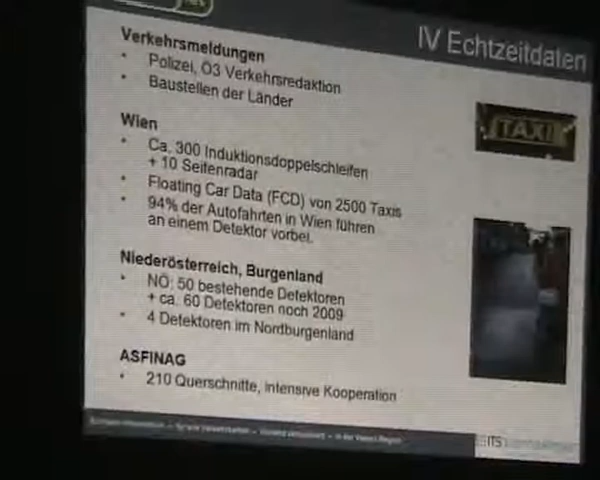 IV Echtzeitdaten
Verkehrsmeldungen
• Polizei, Ö3 Verkehrsredaktion
• Baustellen der Länder
Wien
• Ca. 300 Induktionsdoppelschleifen
+ 10 Seitenradar
• Floating Car Data (FCD) von 2500 Taxis
• 94% der Autofahrten in Wien führen
an einem Detektor vorbei.
Niederösterreich, Burgenland
• NÖ: 50 bestehende Detektoren
+ ca. 60 Detektoren noch 2009
• 4 Detektoren im Nordburgenland
ASFINAG
• 210 Querschnitte, intensive Kooperation
TAXI
ITS